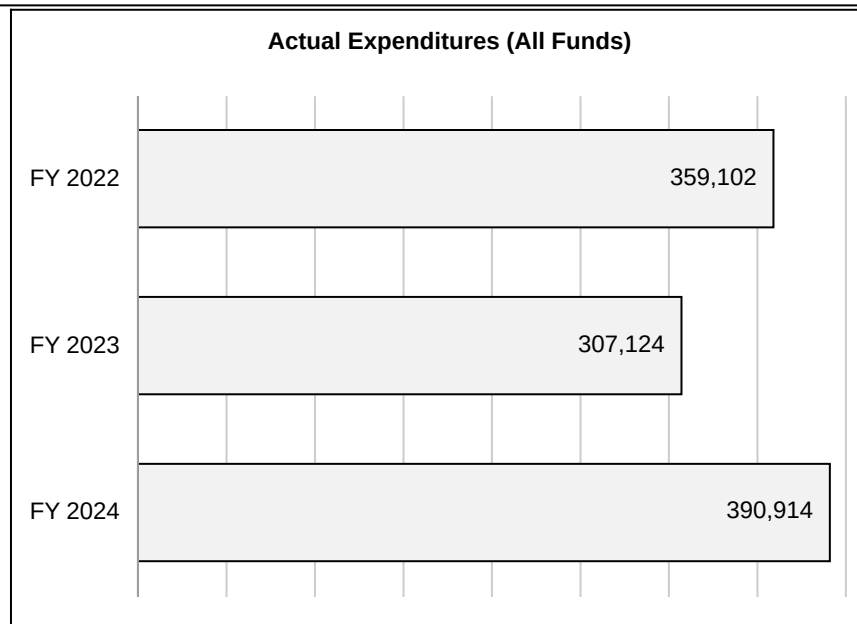 Actual Expenditures (All Funds)
FY 2022 359,102
FY 2023 307,124
FY 2024 390,914